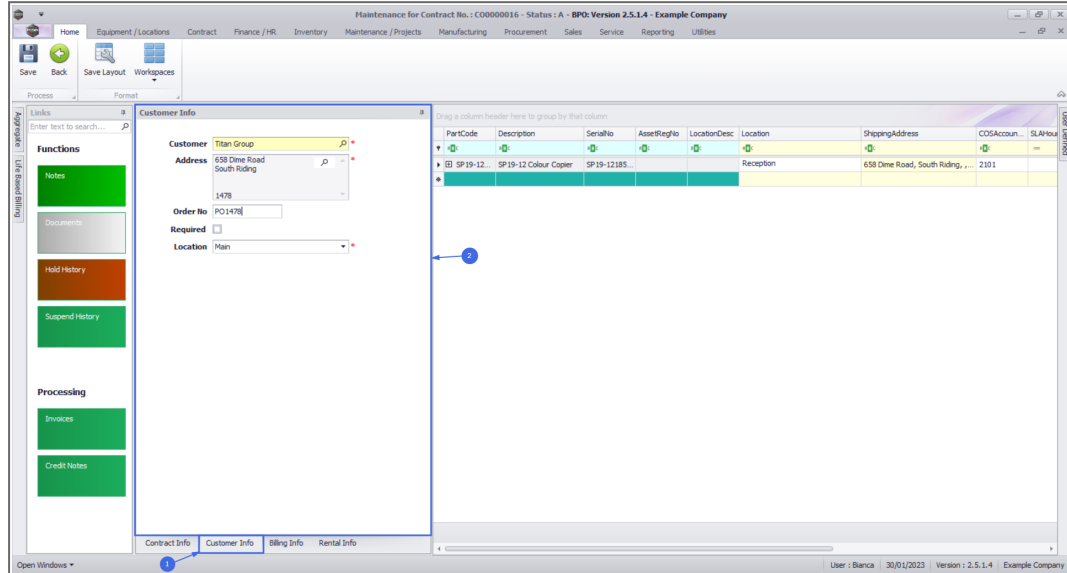 Maintenance for Contract No. : CO0000016 - Status : A - BPO: Version 2.5.1.4 - Example Company
Home Equipment / Locations Contract Finance / HR Inventory Maintenance / Projects Manufacturing Procurement Sales Service Reporting Utilities
Save Back Save Layout Workspaces
Process Format
Aggregate
Life Based Billing
Links
Enter text to search...
Functions
Notes
Documents
Hold History
Suspend History
Processing
Invoices
Credit Notes
Customer Info
Customer Titan Group *
Address 658 Dime Road *
South Riding
1478
Order No PO1478
Required
Location Main *
Contract Info Customer Info Billing Info Rental Info
1
2
Drag a column header here to group by that column
PartCode Description SerialNo AssetRegNo LocationDesc Location ShippingAddress COSAccoun... SLAHou
SP19-12... SP19-12 Colour Copier SP19-12185... Reception 658 Dime Road, South Riding, ,... 2101
User Defined
Open Windows User : Bianca 30/01/2023 Version : 2.5.1.4 Example Company